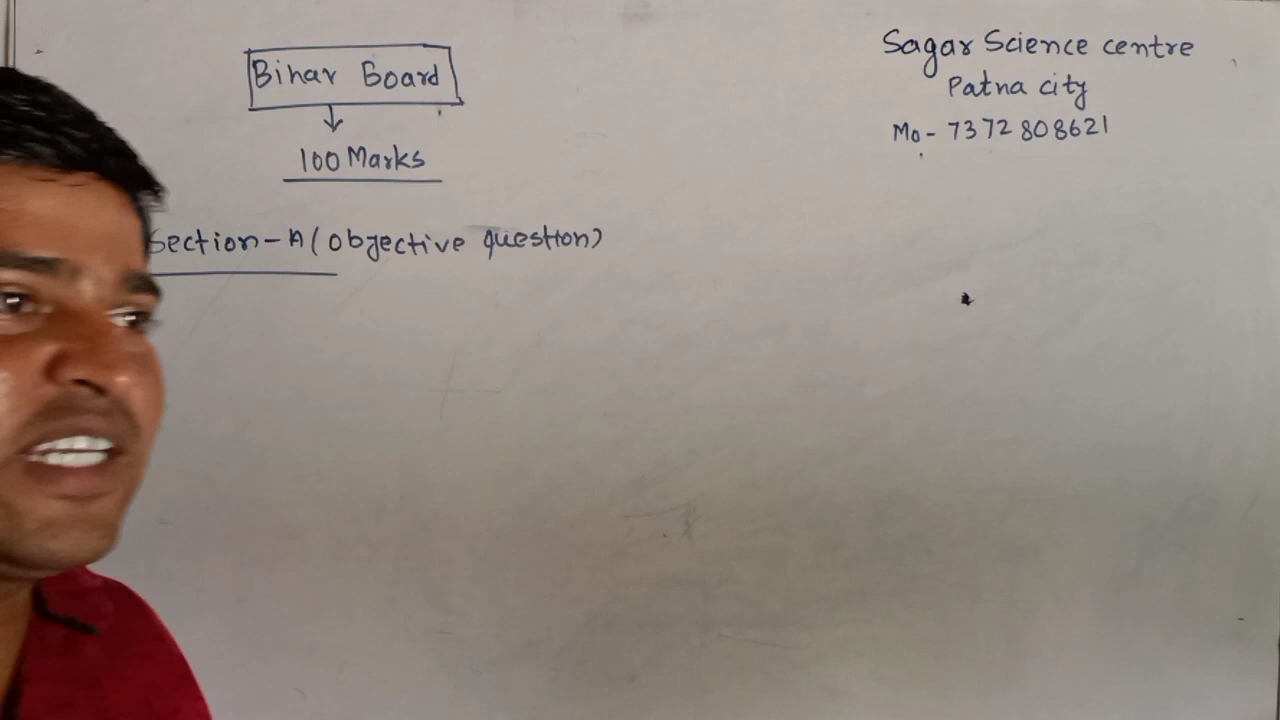 Bihar Board
100 Marks
Section-A (Objective question)
Sagar Science centre
Patna city
Mo- 7372808621